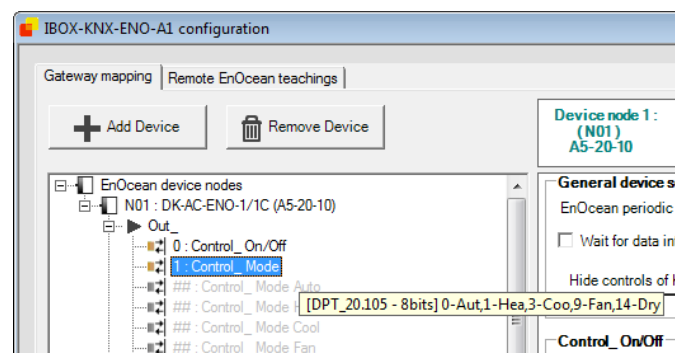 IBOX-KNX-ENO-A1 configuration
Gateway mapping
Remote EnOcean teachings
Add Device
Remove Device
Device node 1 :
(N01)
A5-20-10
EnOcean device nodes
N01 : DK-AC-ENO-1/1C (A5-20-10)
Out_
0 : Control_ On/Off
1 : Control_ Mode
## : Control_ Mode Auto
## : Control_ Mode
[DPT_20.105 - 8bits] 0-Aut,1-Hea,3-Coo,9-Fan,14-Dry
## : Control_ Mode Cool
## : Control_ Mode Fan
General device
EnOcean periodic
Wait for data
Hide controls of
Control_ On/Off